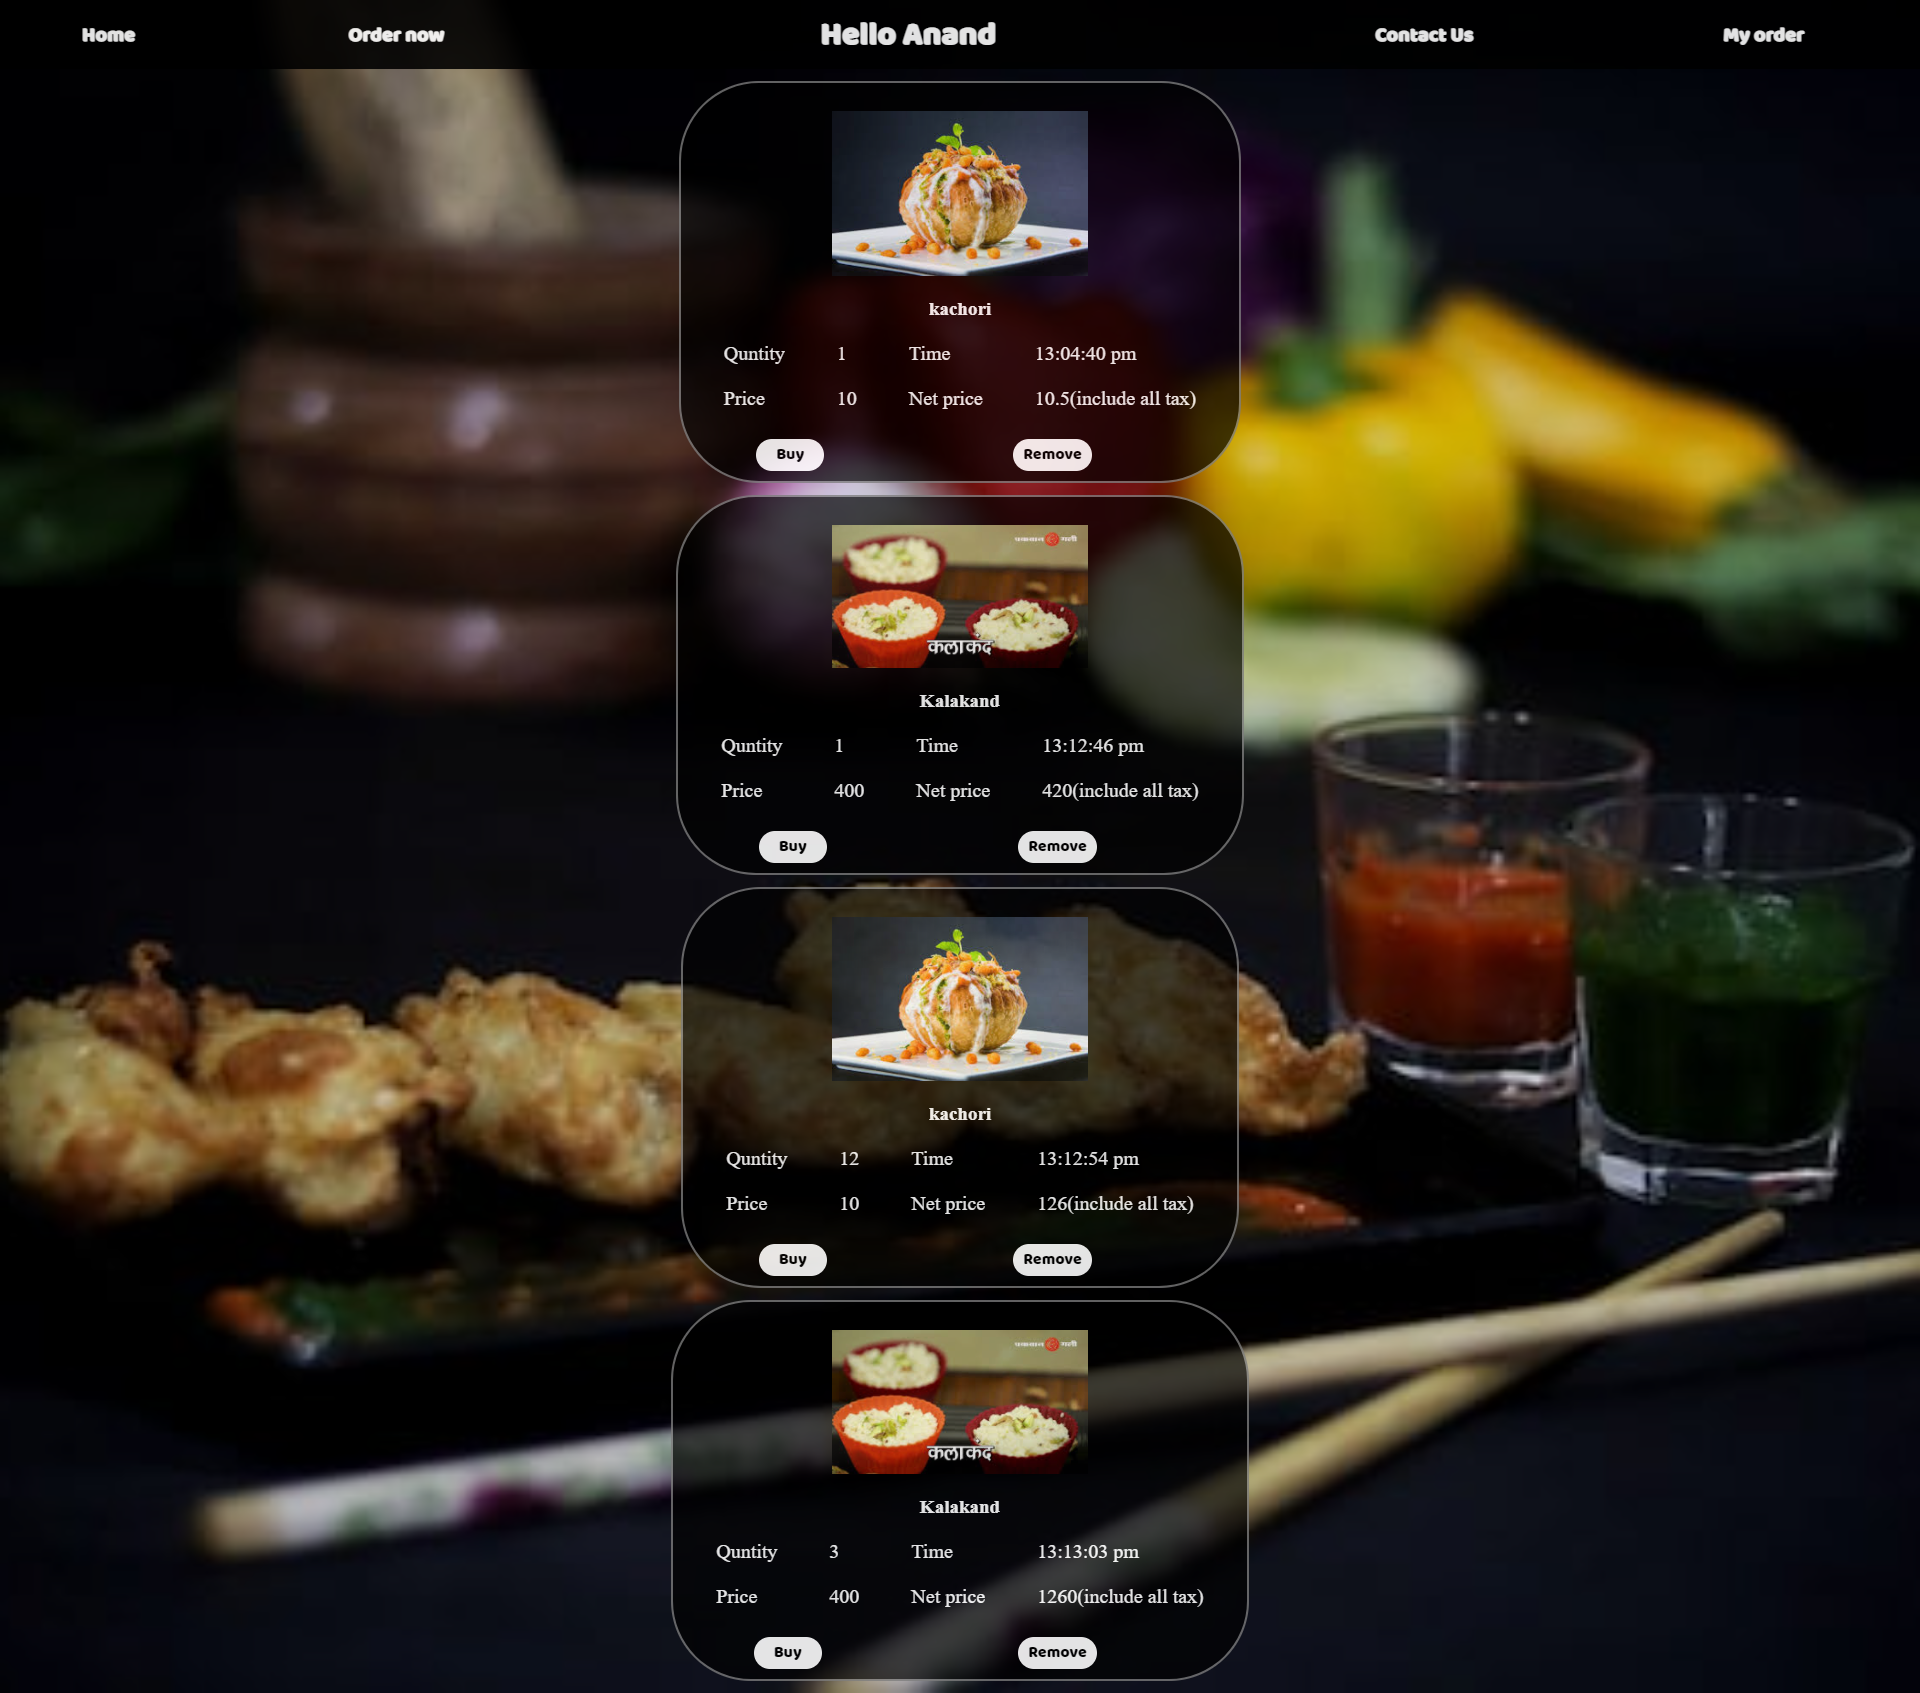 Home Order now Hello Anand Contact Us My order
kachori
Quntity 1 Time 13:04:40 pm
Price 10 Net price 10.5(include all tax)
Buy Remove
कलाकंद
Kalakand
Quntity 1 Time 13:12:46 pm
Price 400 Net price 420(include all tax)
Buy Remove
kachori
Quntity 12 Time 13:12:54 pm
Price 10 Net price 126(include all tax)
Buy Remove
कलाकंद
Kalakand
Quntity 3 Time 13:13:03 pm
Price 400 Net price 1260(include all tax)
Buy Remove